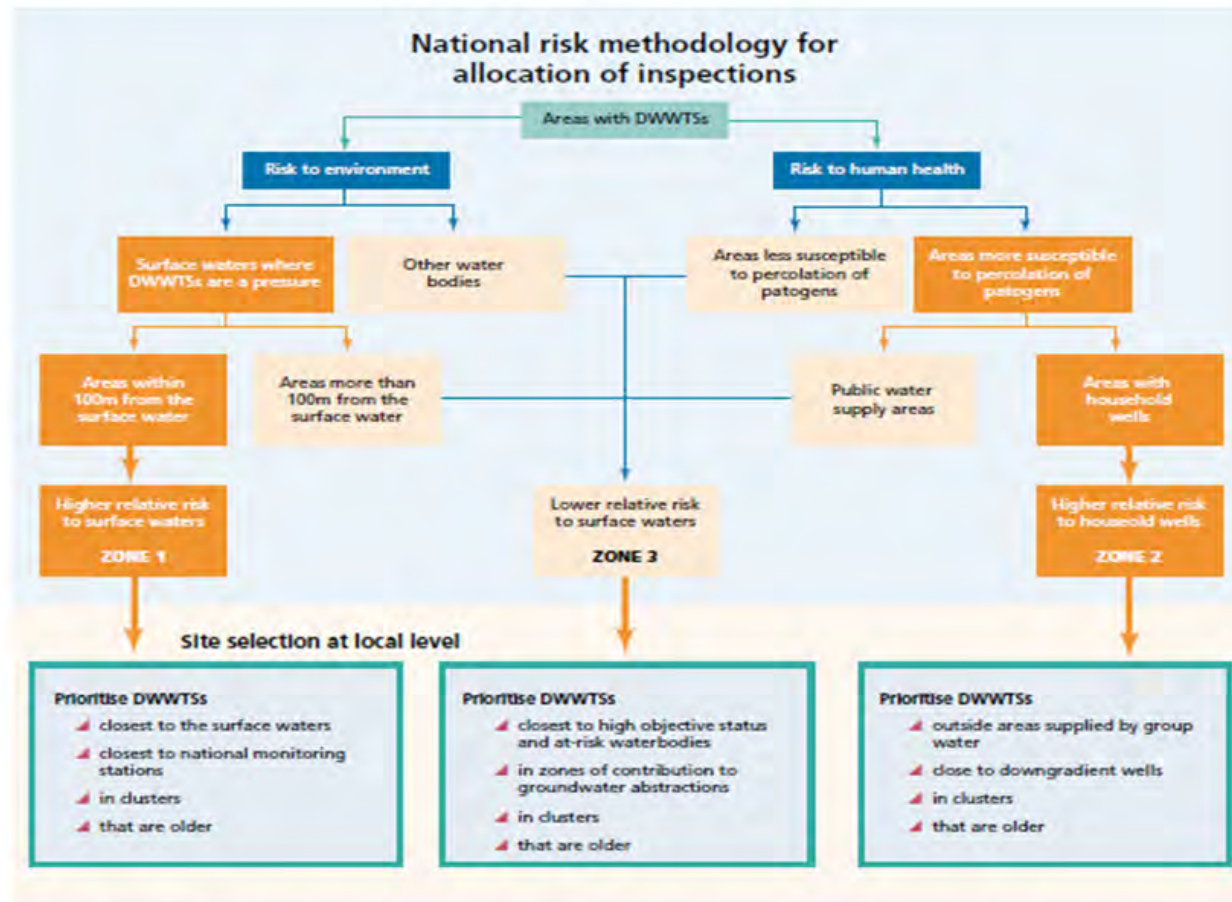 National risk methodology for
allocation of inspections
Areas with DWWTSs
Risk to environment
Risk to human health
Surface waters where
DWWTSs are a pressure
Other water
bodies
Areas less susceptible
to percolation of
patogens
Areas more susceptible
to percolation of
patogens
Areas within
100m from the
surface water
Areas more than
100m from the
surface water
Public water
supply areas
Areas with
household
wells
Higher relative risk
to surface waters
ZONE 1
Lower relative risk
to surface waters
ZONE 3
Higher relative risk
to houseold wells
ZONE 2
Site selection at local level
Prioritise DWWTSs
closest to the surface waters
closest to national monitoring
stations
in clusters
that are older
Prioritise DWWTSs
closest to high objective status
and at-risk waterbodies
in zones of contribution to
groundwater abstractions
in clusters
that are older
Prioritise DWWTSs
outside areas supplied by group
water
close to downgradient wells
in clusters
that are older